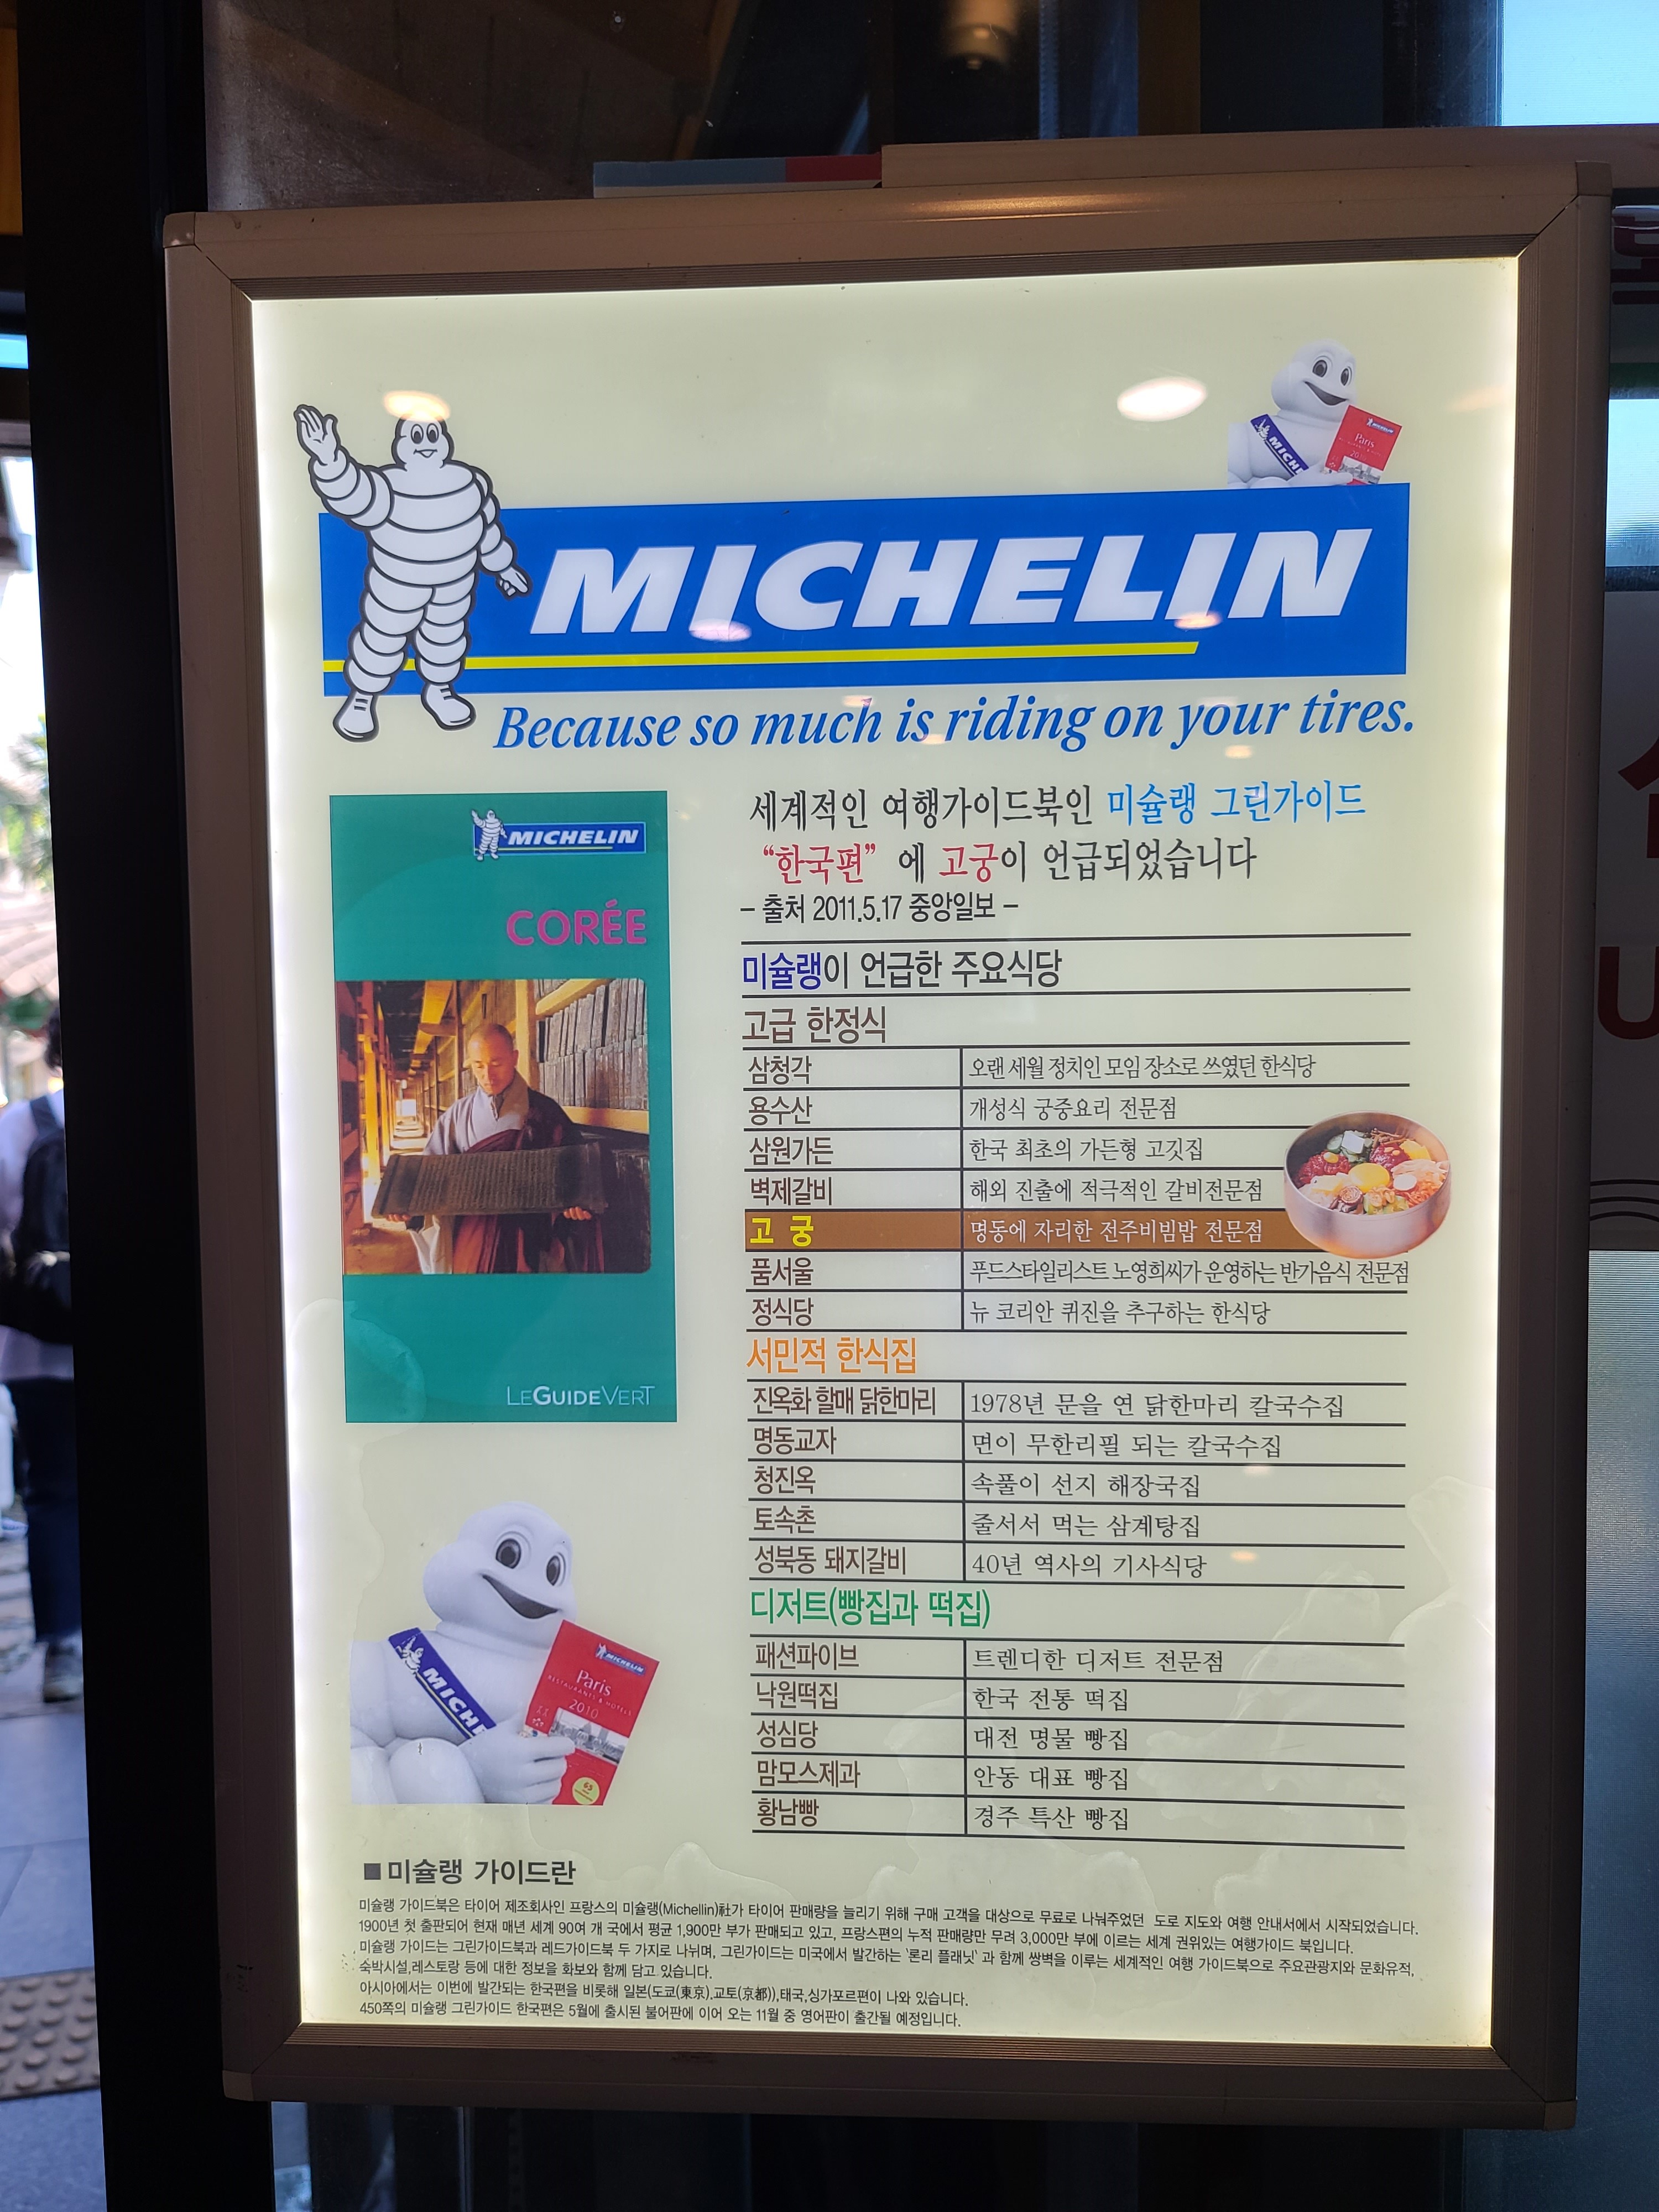 MICHELIN
Paris
MICH
MICHELIN
Because so much is riding on your tires.
MICHELIN
CORÉE
LEGUIDEVERT
세계적인 여행가이드북인 미슐랭 그린가이드
“한국편” 에 고궁이 언급되었습니다
– 출처 2011.5.17 중앙일보 –
미슐랭이 언급한 주요식당
고급 한정식
삼청각 오랜 세월 정치인 모임 장소로 쓰였던 한식당
용수산 개성식 궁중요리 전문점
삼원가든 한국 최초의 가든형 고깃집
벽제갈비 해외 진출에 적극적인 갈비전문점
고 궁 명동에 자리한 전주비빔밥 전문점
품서울 푸드스타일리스트 노영희씨가 운영하는 반가음식 전문점
정식당 뉴 코리안 퀴진을 추구하는 한식당
서민적 한식집
진옥화 할매 닭한마리 1978년 문을 연 닭한마리 칼국수집
명동교자 면이 무한리필 되는 칼국수집
청진옥 속풀이 선지 해장국집
토속촌 줄서서 먹는 삼계탕집
성북동 돼지갈비 40년 역사의 기사식당
디저트(빵집과 떡집)
패션파이브 트렌디한 디저트 전문점
낙원떡집 한국 전통 떡집
성심당 대전 명물 빵집
맘모스제과 안동 대표 빵집
황남빵 경주 특산 빵집
MICHE
MICHELIN
Paris
RESTAURANTS & HOTELS
2010
■ 미슐랭 가이드란
미슐랭 가이드북은 타이어 제조회사인 프랑스의 미슐랭(Michellin)社가 타이어 판매량을 늘리기 위해 구매 고객을 대상으로 무료로 나눠주었던 도로 지도와 여행 안내서에서 시작되었습니다.
1900년 첫 출판되어 현재 매년 세계 90여 개 국에서 평균 1,900만 부가 판매되고 있고, 프랑스편의 누적 판매량만 무려 3,000만 부에 이르는 세계 권위있는 여행가이드 북입니다.
미슐랭 가이드는 그린가이드북과 레드가이드북 두 가지로 나뉘며, 그린가이드는 미국에서 발간하는 '론리 플래닛' 과 함께 쌍벽을 이루는 세계적인 여행 가이드북으로 주요관광지와 문화유적,
숙박시설,레스토랑 등에 대한 정보을 화보와 함께 담고 있습니다.
아시아에서는 이번에 발간되는 한국편을 비롯해 일본(도쿄(東京),교토(京都)),태국,싱가포르편이 나와 있습니다.
450쪽의 미슐랭 그린가이드 한국편은 5월에 출시된 불어판에 이어 오는 11월 중 영어판이 출간될 예정입니다.